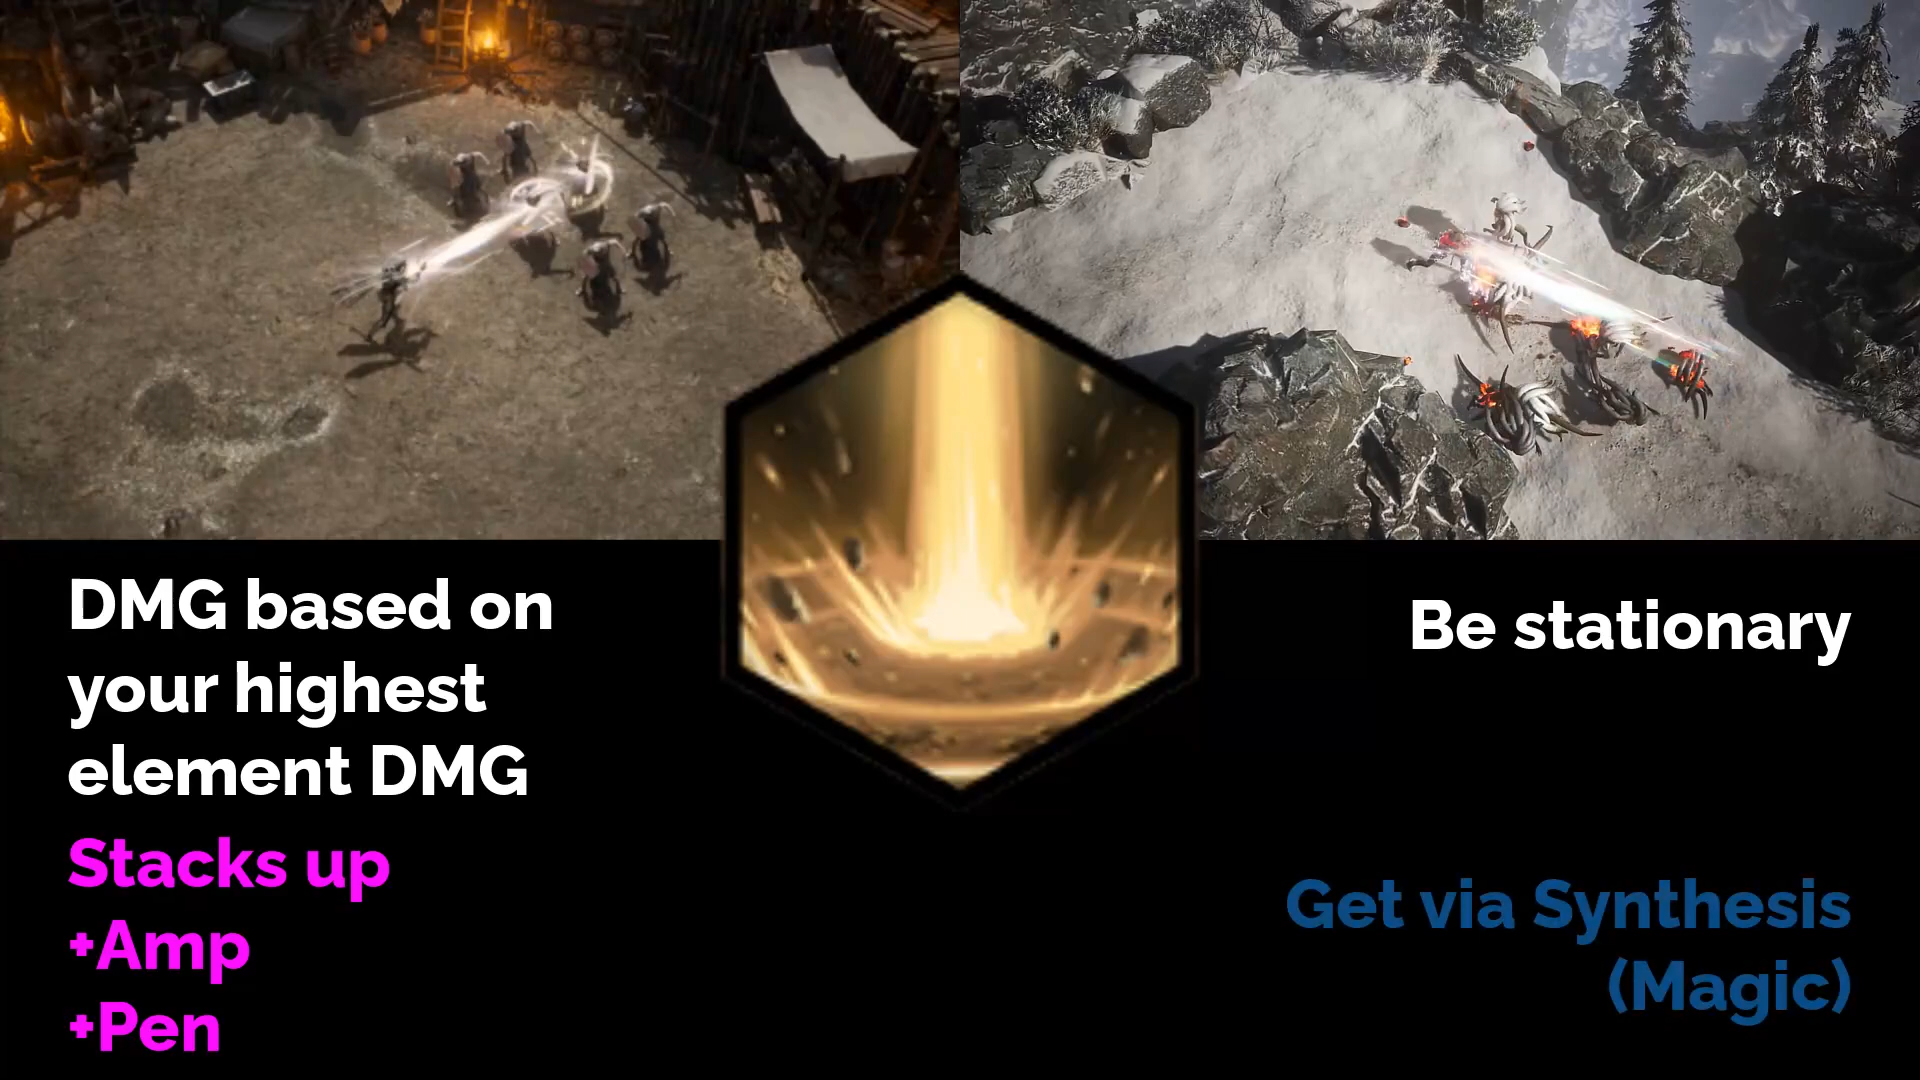 DMG based on
your highest
element DMG
Stacks up
+Amp
+Pen
Be stationary
Get via Synthesis
(Magic)